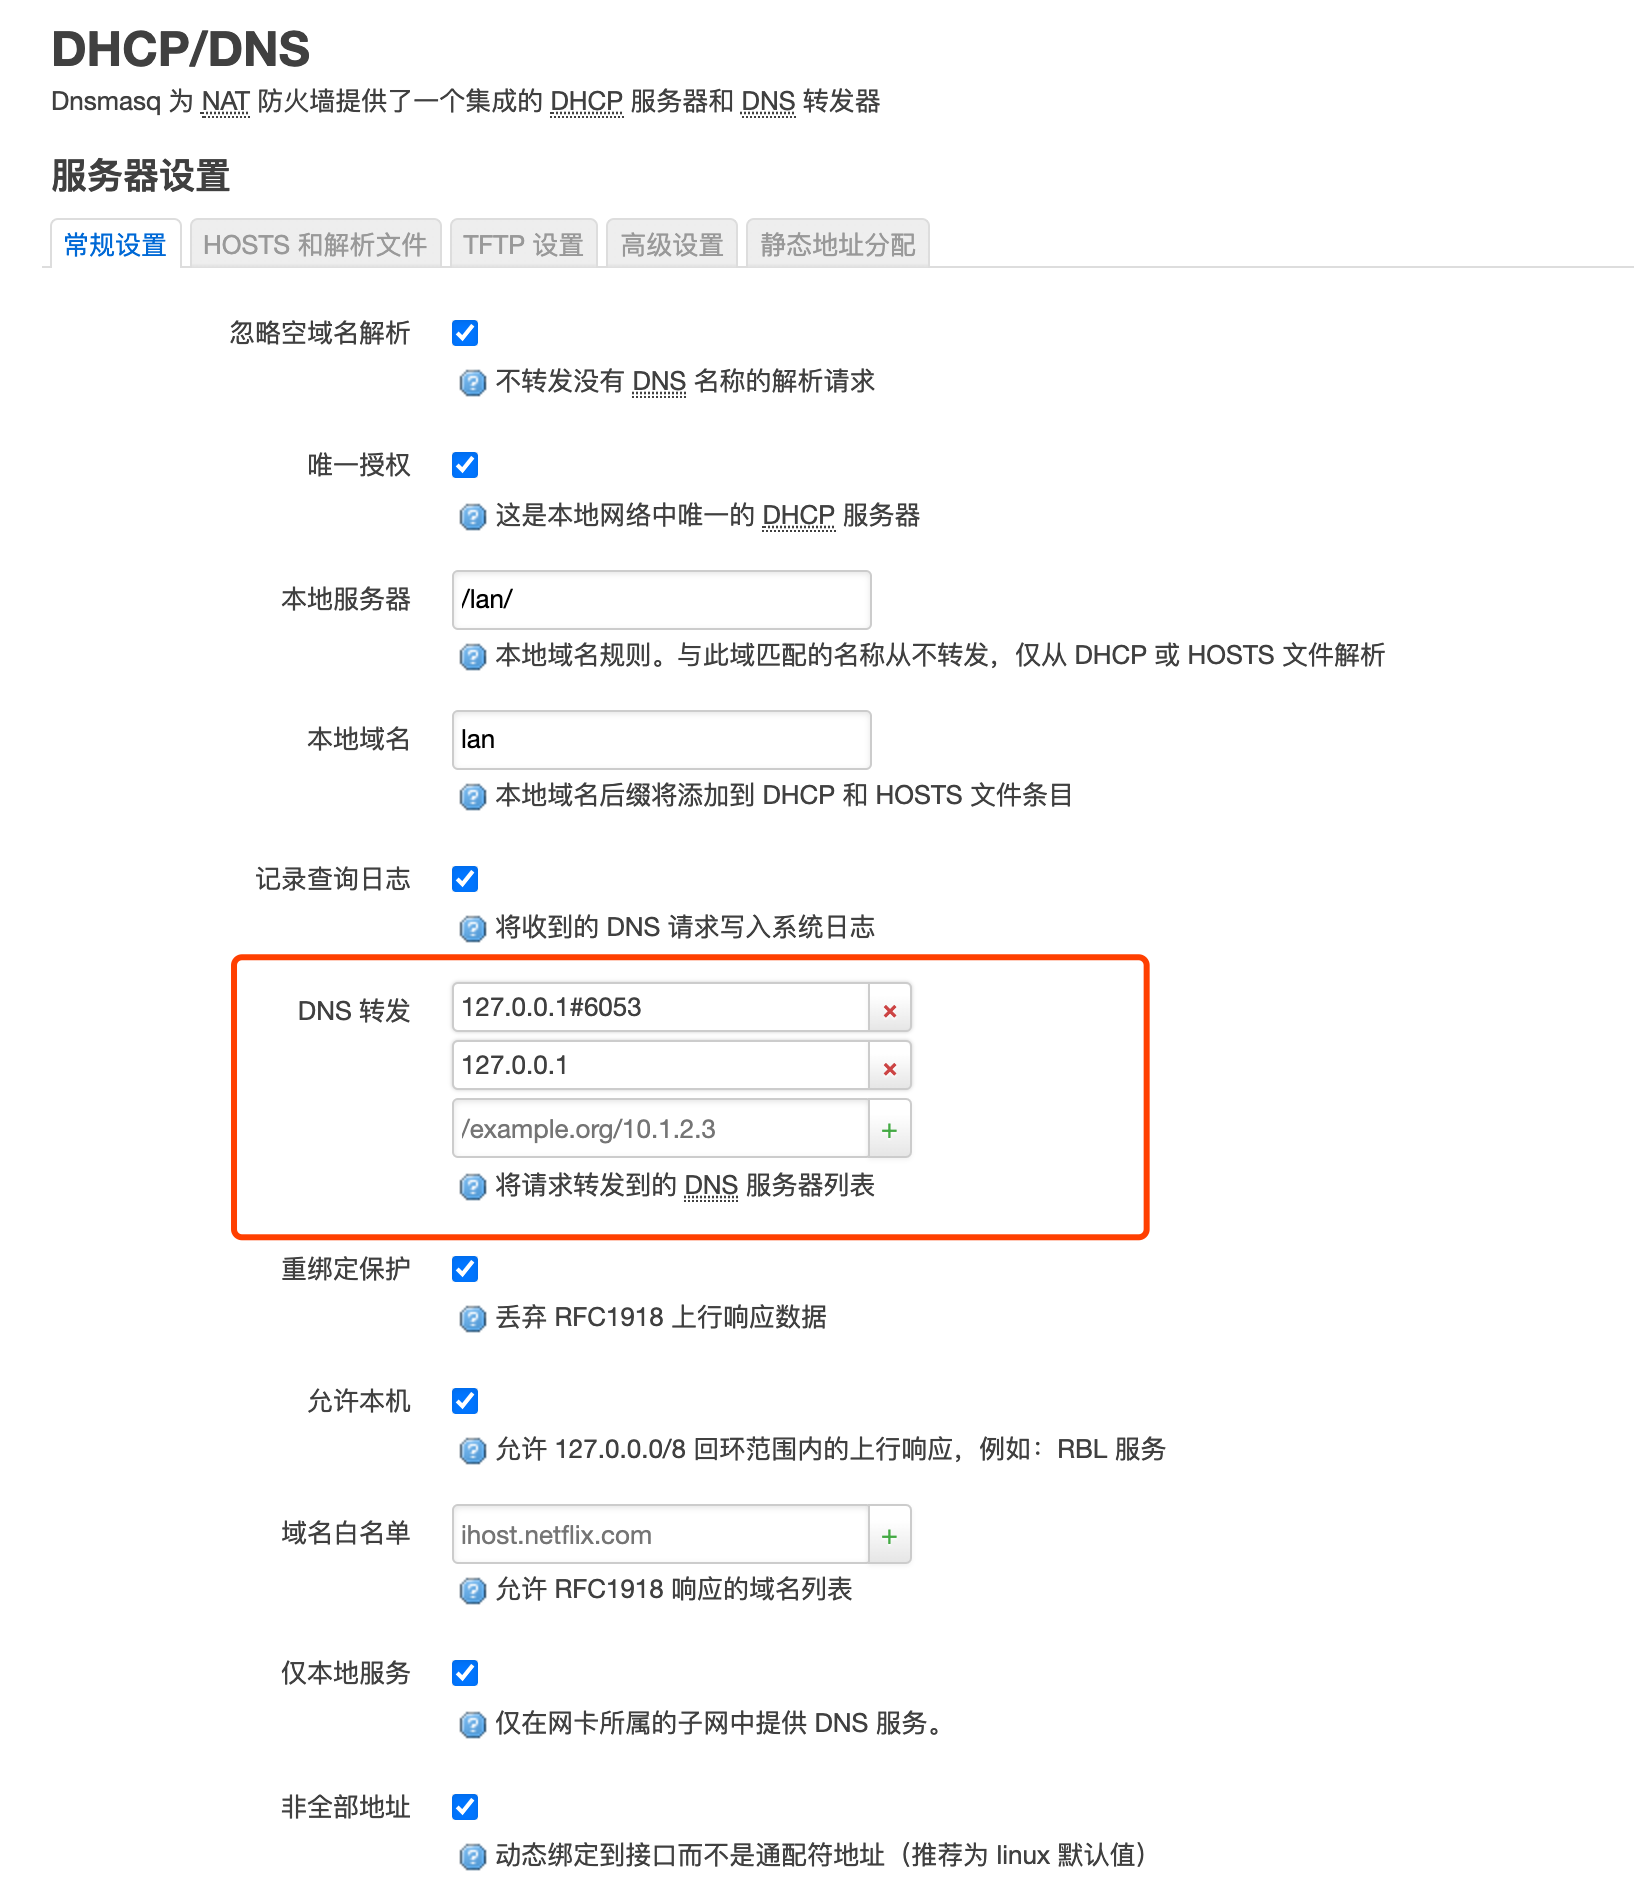 DHCP/DNS
Dnsmasq 为 NAT 防火墙提供了一个集成的 DHCP 服务器和 DNS 转发器
服务器设置
常规设置 HOSTS 和解析文件 TFTP 设置 高级设置 静态地址分配
忽略空域名解析
不转发没有 DNS 名称的解析请求
唯一授权
这是本地网络中唯一的 DHCP 服务器
本地服务器 /lan/
本地域名规则。与此域匹配的名称从不转发，仅从 DHCP 或 HOSTS 文件解析
本地域名 lan
本地域名后缀将添加到 DHCP 和 HOSTS 文件条目
记录查询日志
将收到的 DNS 请求写入系统日志
DNS 转发 127.0.0.1#6053
127.0.0.1
/example.org/10.1.2.3
将请求转发到的 DNS 服务器列表
重绑定保护
丢弃 RFC1918 上行响应数据
允许本机
允许 127.0.0.0/8 回环范围内的上行响应，例如：RBL 服务
域名白名单 ihost.netflix.com
允许 RFC1918 响应的域名列表
仅本地服务
仅在网卡所属的子网中提供 DNS 服务。
非全部地址
动态绑定到接口而不是通配符地址（推荐为 linux 默认值）